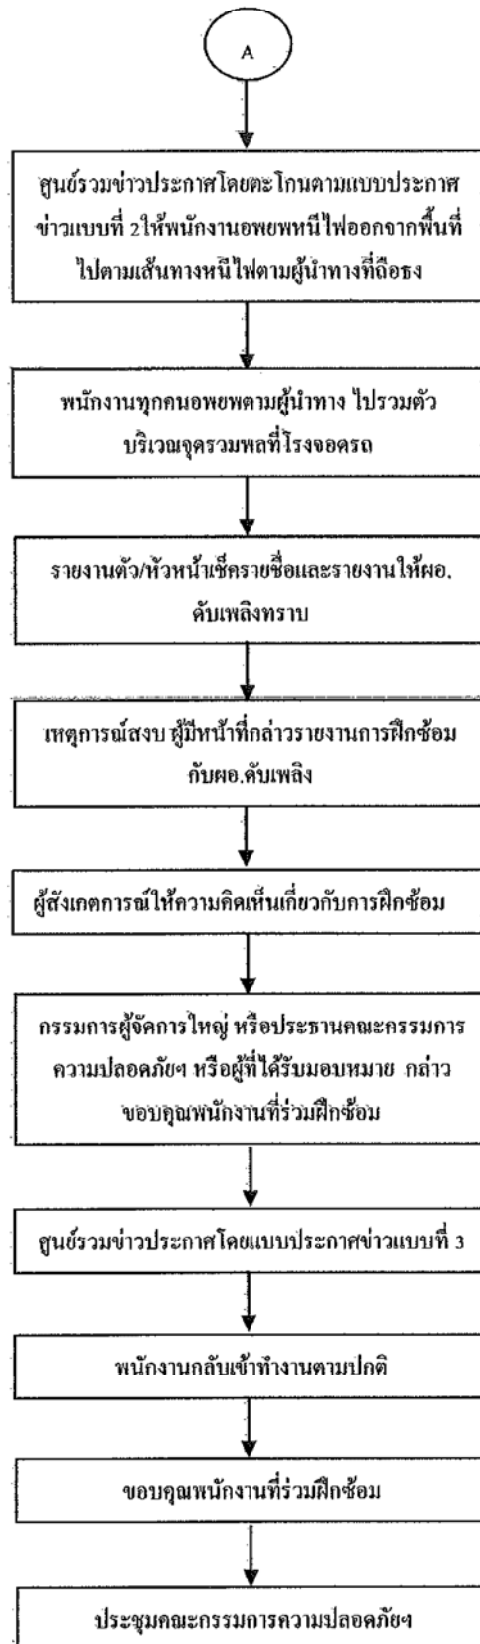 A
ศูนย์รวมข่าวประกาศโดยตะโกนตามแบบประกาศ
ข่าวแบบที่ 2ให้พนักงานอพยพหนีไฟออกจากพื้นที่
ไปตามเส้นทางหนีไฟตามผู้นำทางที่ถือธง
พนักงานทุกคนอพยพตามผู้นำทาง ไปรวมตัว
บริเวณจุดรวมพลที่โรงจอดรถ
รายงานตัว/หัวหน้าเช็ครายชื่อและรายงานให้ผอ.
ดับเพลิงทราบ
เหตุการณ์สงบ ผู้มีหน้าที่กล่าวรายงานการฝึกซ้อม
กับผอ.ดับเพลิง
ผู้สังเกตการณ์ให้ความคิดเห็นเกี่ยวกับการฝึกซ้อม
กรรมการผู้จัดการใหญ่ หรือประธานคณะกรรมการ
ความปลอดภัยฯ หรือผู้ที่ได้รับมอบหมาย กล่าว
ขอบคุณพนักงานที่ร่วมฝึกซ้อม
ศูนย์รวมข่าวประกาศโดยแบบประกาศข่าวแบบที่ 3
พนักงานกลับเข้าทำงานตามปกติ
ขอบคุณพนักงานที่ร่วมฝึกซ้อม
ประชุมคณะกรรมการความปลอดภัยฯ